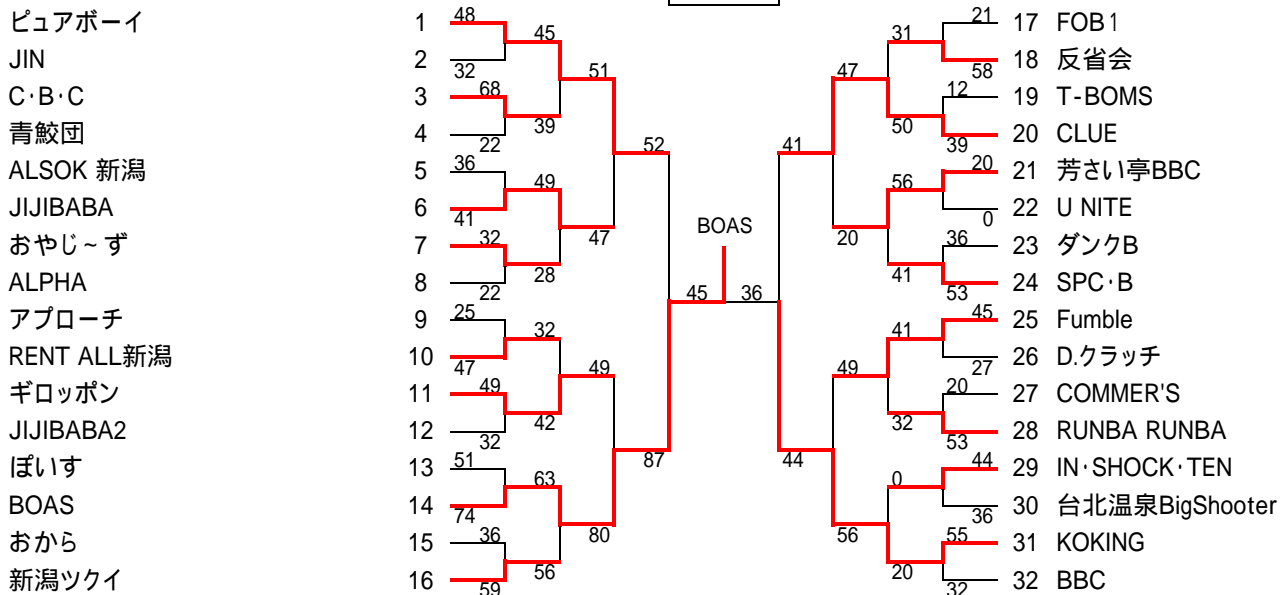 ピュアボーイ 1 48
JIN 2 32
45
C・B・C 3 68
青鮫団 4 22
39
51
ALSOK 新潟 5 36
JIJIBABA 6 41
49
おやじ～ず 7 32
ALPHA 8 22
28
47
52
アプローチ 9 25
RENT ALL新潟 10 47
32
ギロッポン 11 49
JIJIBABA2 12 32
42
49
ぽいす 13 51
BOAS 14 74
63
おから 15 36
新潟ツクイ 16 59
56
80
87
BOAS
45 36
21 17 FOB1
58 18 反省会
31
12 19 T-BOMS
39 20 CLUE
50
47
20 21 芳さい亭BBC
0 22 U NITE
56
36 23 ダンクB
53 24 SPC・B
41
20
41
45 25 Fumble
27 26 D.クラッチ
41
20 27 COMMER'S
53 28 RUNBA RUNBA
32
49
44 29 IN・SHOCK・TEN
36 30 台北温泉BigShooter
0
55 31 KOKING
32 32 BBC
20
56
44